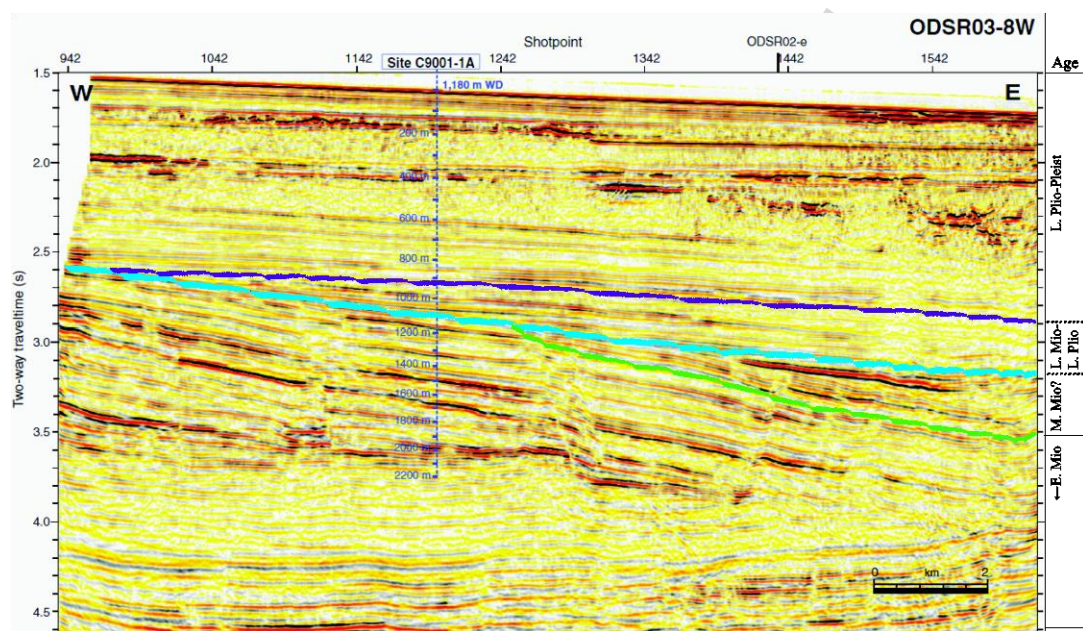 ODSR03-8W
Shotpoint
ODSR02-e
942 1042 1142 1242 1342 1442 1542
Site C9001-1A
Age
1.5
W
1,180 m WD
E
200 m
2.0
400 m
600 m
L. Plio-Pleist
2.5
800 m
1000 m
1200 m
3.0
L. Mio-
L. Plio
1400 m
1600 m
M. Mio?
3.5
1800 m
2000 m
2200 m
←E. Mio
4.0
0 km 2
4.5
Two-way traveltime (s)